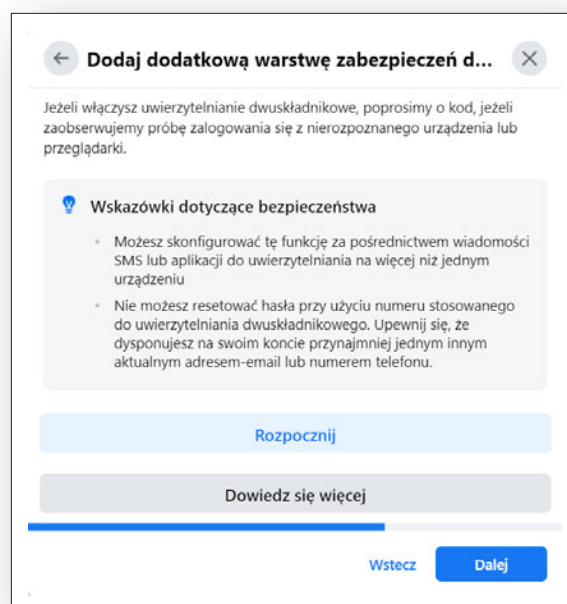 Dodaj dodatkową warstwę zabezpieczeń d...
Jeżeli włączysz uwierzytelnianie dwuskładnikowe, poprosimy o kod, jeżeli
zaobserwujemy próbę zalogowania się z nierozpoznanego urządzenia lub
przeglądarki.
Wskazówki dotyczące bezpieczeństwa
Możesz skonfigurować tę funkcję za pośrednictwem wiadomości
SMS lub aplikacji do uwierzytelniania na więcej niż jednym
urządzeniu
Nie możesz resetować hasła przy użyciu numeru stosowanego
do uwierzytelniania dwuskładnikowego. Upewnij się, że
dysponujesz na swoim koncie przynajmniej jednym innym
aktualnym adresem-email lub numerem telefonu.
Rozpocznij
Dowiedz się więcej
Wstecz
Dalej